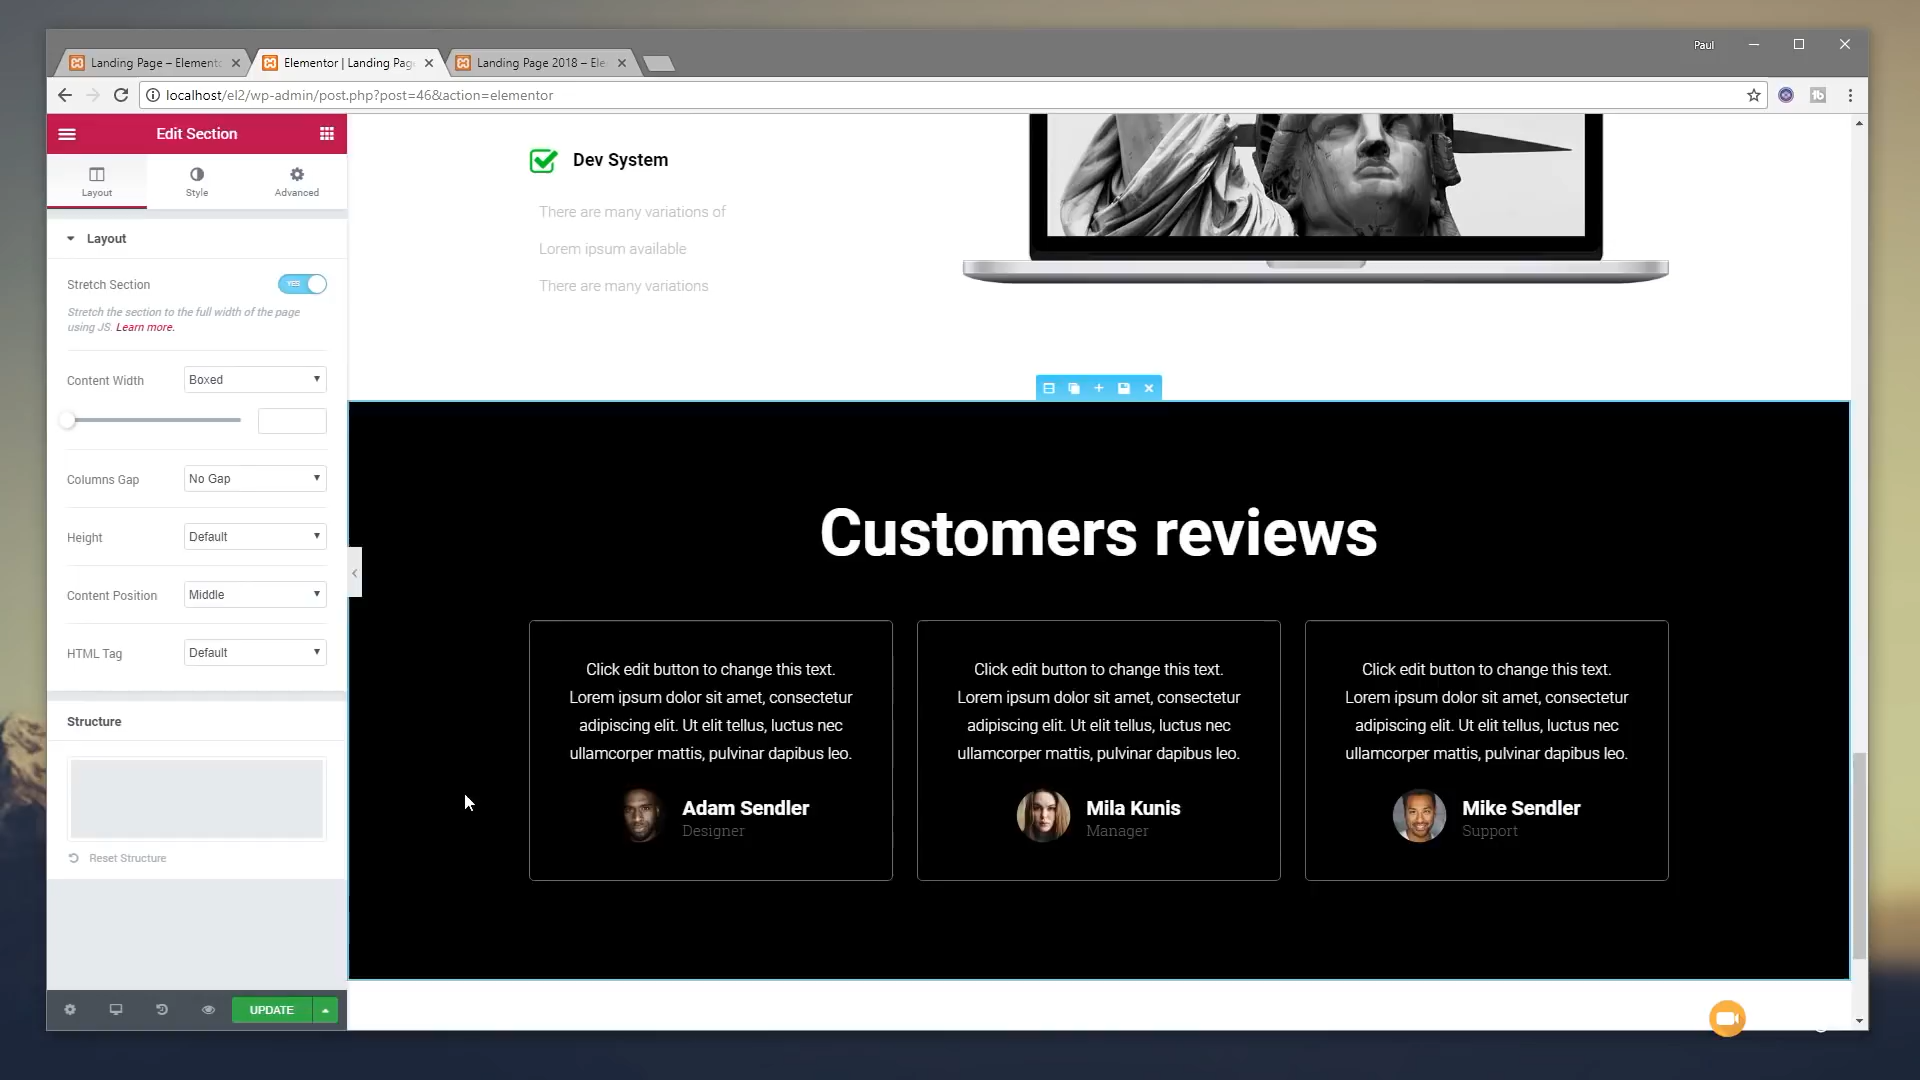 Paul
Landing Page – Elemento
Elementor | Landing Page
Landing Page 2018 – Ele
localhost/el2/wp-admin/post.php?post=46&action=elementor
Edit Section
Layout
Style
Advanced
Layout
Stretch Section
YES
Stretch the section to the full width of the page
using JS. Learn more.
Content Width
Boxed
Columns Gap
No Gap
Height
Default
Content Position
Middle
HTML Tag
Default
Structure
Reset Structure
UPDATE
Dev System
There are many variations of
Lorem ipsum available
There are many variations
Customers reviews
Click edit button to change this text.
Lorem ipsum dolor sit amet, consectetur
adipiscing elit. Ut elit tellus, luctus nec
ullamcorper mattis, pulvinar dapibus leo.
Adam Sendler
Designer
Click edit button to change this text.
Lorem ipsum dolor sit amet, consectetur
adipiscing elit. Ut elit tellus, luctus nec
ullamcorper mattis, pulvinar dapibus leo.
Mila Kunis
Manager
Click edit button to change this text.
Lorem ipsum dolor sit amet, consectetur
adipiscing elit. Ut elit tellus, luctus nec
ullamcorper mattis, pulvinar dapibus leo.
Mike Sendler
Support